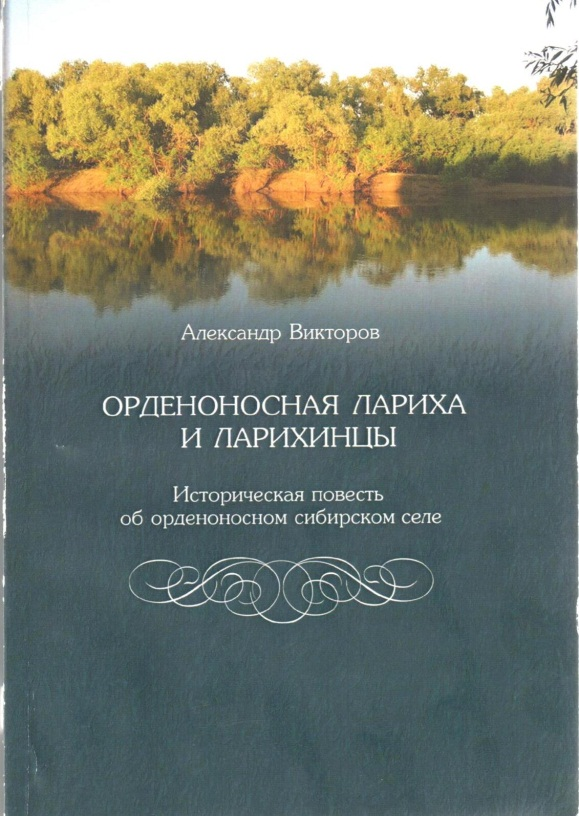 Александр Викторов
ОРДЕНОНОСНАЯ ЛАРИХА
И ЛАРИХИНЦЫ
Историческая повесть
об орденоносном сибирском селе